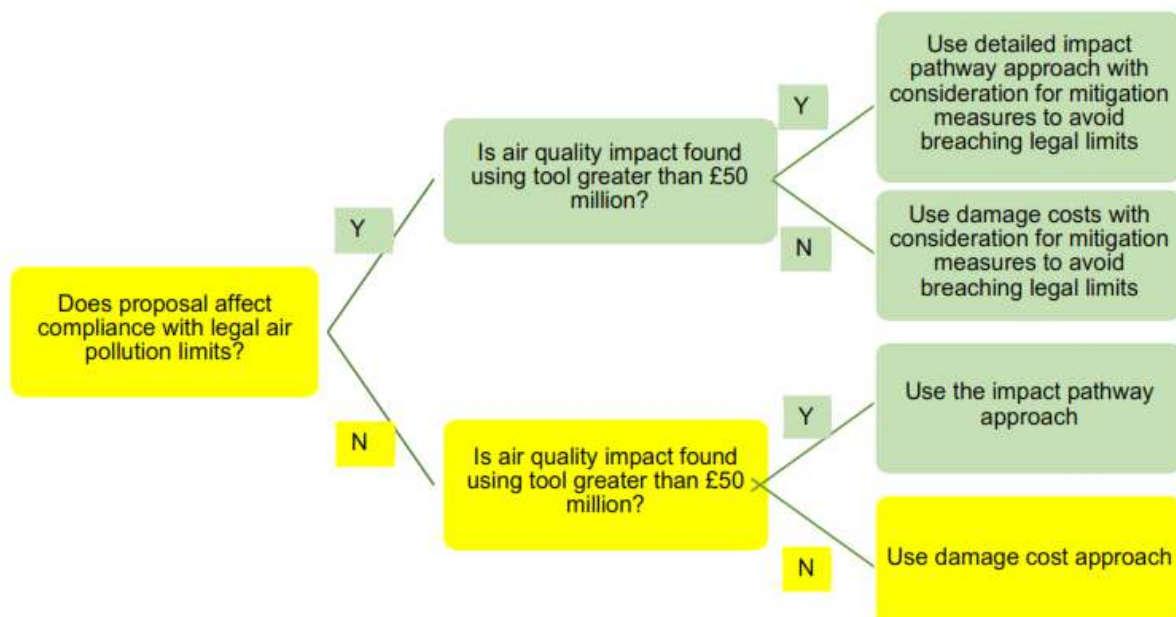 Does proposal affect
compliance with legal air
pollution limits?
Y
Is air quality impact found
using tool greater than £50
million?
Y
Use detailed impact
pathway approach with
consideration for mitigation
measures to avoid
breaching legal limits
N
Use damage costs with
consideration for mitigation
measures to avoid
breaching legal limits
N
Is air quality impact found
using tool greater than £50
million?
Y
Use the impact pathway
approach
N
Use damage cost approach